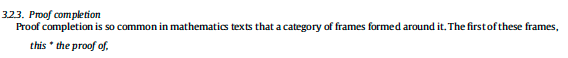 3.2.3. Proof completion
Proof completion is so common in mathematics texts that a category of frames formed around it. The first of these frames,
this * the proof of,